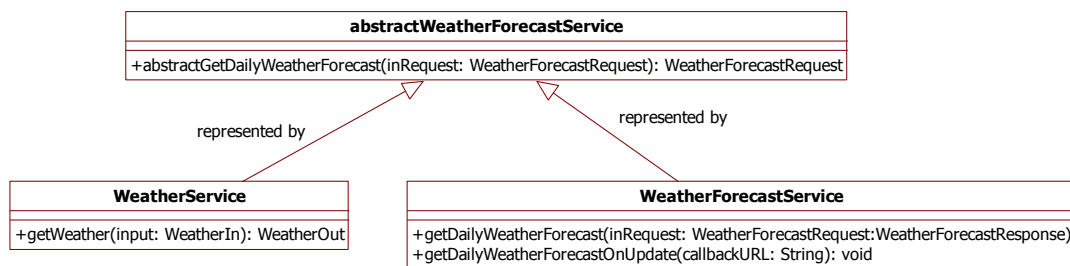 abstractWeatherForecastService
+abstractGetDailyWeatherForecast(inRequest: WeatherForecastRequest): WeatherForecastRequest
represented by
represented by
WeatherService
+getWeather(input: WeatherIn): WeatherOut
WeatherForecastService
+getDailyWeatherForecast(inRequest: WeatherForecastRequest:WeatherForecastResponse)
+getDailyWeatherForecastOnUpdate(callbackURL: String): void